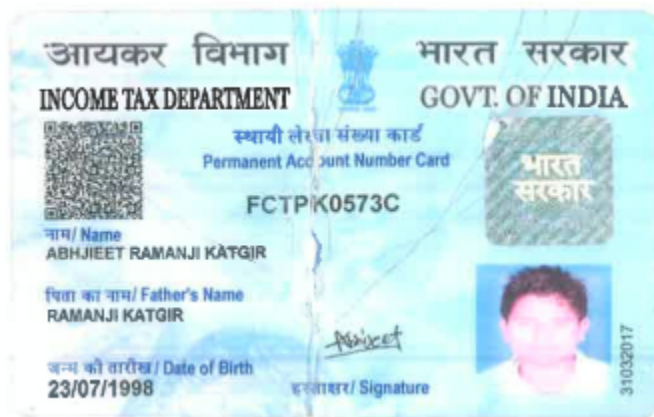 आयकर विभाग
भारत सरकार
INCOME TAX DEPARTMENT
GOVT. OF INDIA
स्थायी लेखा संख्या कार्ड
Permanent Account Number Card
FCTPK0573C
भारत
सरकार
नाम/ Name
ABHJIEET RAMANJI KATGIR
पिता का नाम/ Father's Name
RAMANJI KATGIR
Abhijeet
जन्म की तारीख/ Date of Birth
23/07/1998
हस्ताक्षर/ Signature
31032017